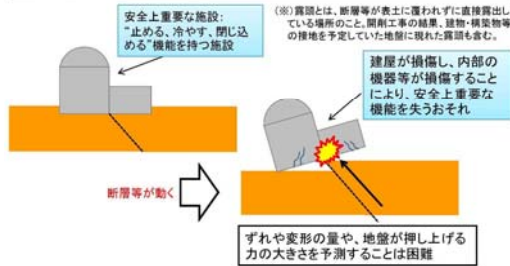 (※)露頭とは、断層等が表土に覆われずに直接露出し
ている場所のこと。開削工事の結果、建物・構築物等
の接地を予定していた地盤に現れた露頭も含む。
安全上重要な施設:
“止める、冷やす、閉じ込
める”機能を持つ施設
建屋が損傷し、内部の
機器等が損傷すること
により、安全上重要な
機能を失うおそれ
断層等が動く
ずれや変形の量や、地盤が押し上げる
力の大きさを予測することは困難